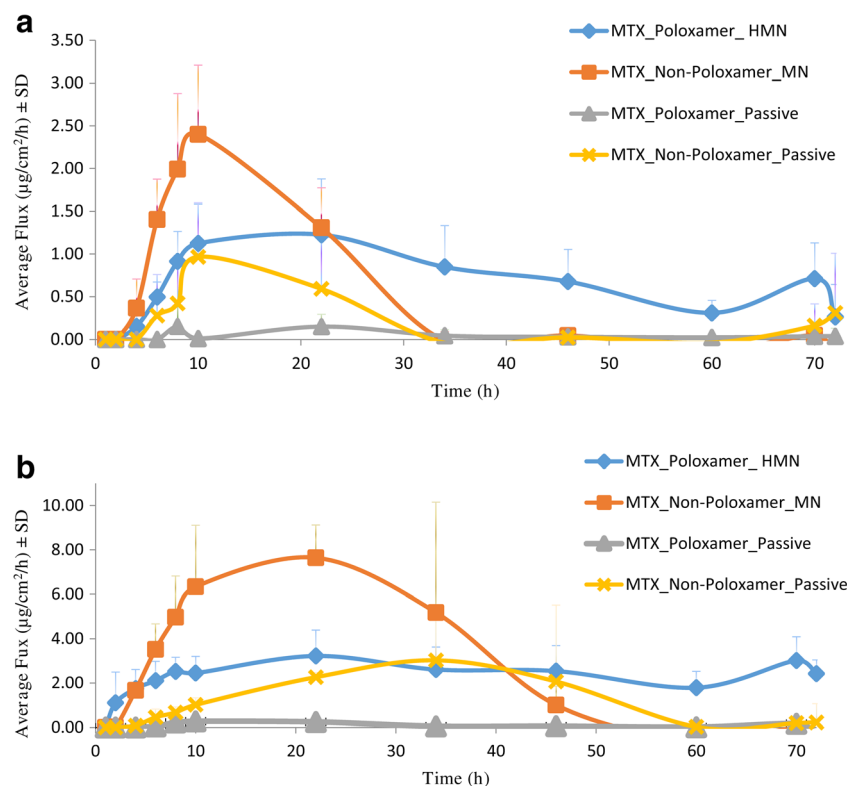 a
Average Flux (µg/cm²/h) ± SD
3.50
3.00
2.50
2.00
1.50
1.00
0.50
0.00
0 10 20 30 40 50 60 70
Time (h)
MTX_Poloxamer_ HMN
MTX_Non-Poloxamer_MN
MTX_Poloxamer_Passive
MTX_Non-Poloxamer_Passive
b
Average Fux (µg/cm²/h) ± SD
10.00
8.00
6.00
4.00
2.00
0.00
0 10 20 30 40 50 60 70
Time (h)
MTX_Poloxamer_ HMN
MTX_Non-Poloxamer_MN
MTX_Poloxamer_Passive
MTX_Non-Poloxamer_Passive